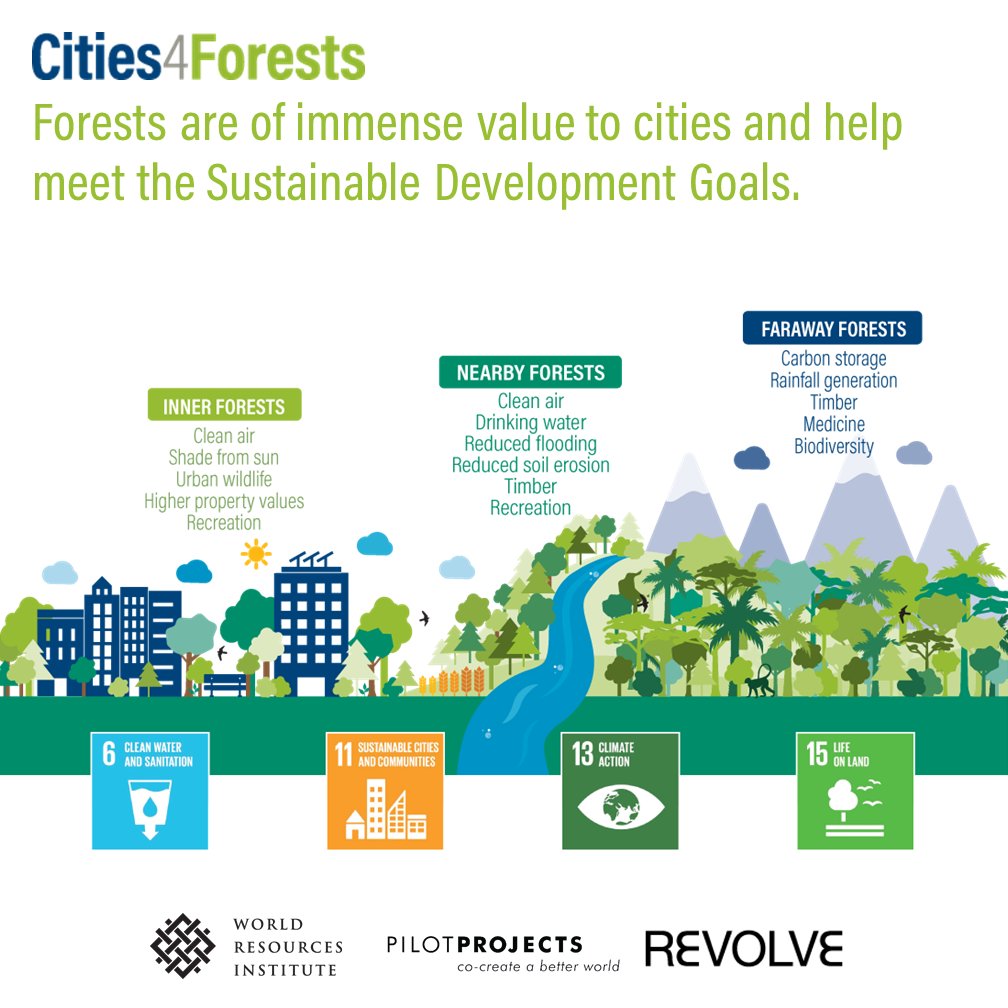 Cities4Forests
Forests are of immense value to cities and help
meet the Sustainable Development Goals.
INNER FORESTS
Clean air
Shade from sun
Urban wildlife
Higher property values
Recreation
NEARBY FORESTS
Clean air
Drinking water
Reduced flooding
Reduced soil erosion
Timber
Recreation
FARAWAY FORESTS
Carbon storage
Rainfall generation
Timber
Medicine
Biodiversity
6 CLEAN WATER
AND SANITATION
11 SUSTAINABLE CITIES
AND COMMUNITIES
13 CLIMATE
ACTION
15 LIFE
ON LAND
WORLD
RESOURCES
INSTITUTE
PILOTPROJECTS
co-create a better world
REVOLVE